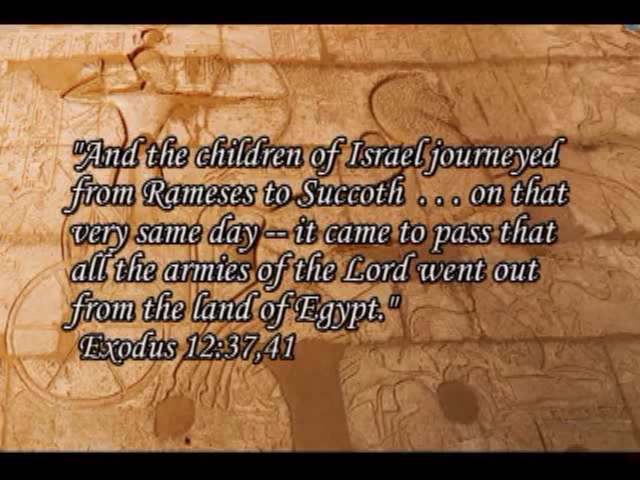 "And the children of Israel journeyed
from Rameses to Succoth . . . on that
very same day -- it came to pass that
all the armies of the Lord went out
from the land of Egypt."
Exodus 12:37,41